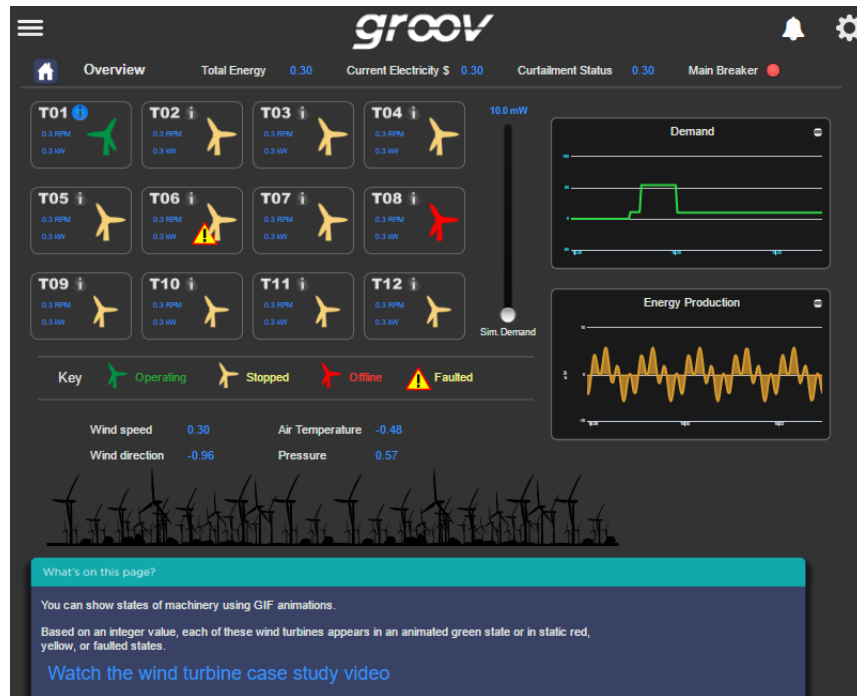 groov
Overview Total Energy 0.30 Current Electricity $ 0.30 Curtailment Status 0.30 Main Breaker
T01 T02 T03 T04
0.3 RPM 0.3 RPM 0.3 RPM 0.3 RPM
0.3 kW 0.3 kW 0.3 kW 0.3 kW
10.0 mW
Demand
T05 T06 T07 T08
0.3 RPM 0.3 RPM 0.3 RPM 0.3 RPM
0.3 kW 0.3 kW 0.3 kW 0.3 kW
T09 T10 T11 T12
0.3 RPM 0.3 RPM 0.3 RPM 0.3 RPM
0.3 kW 0.3 kW 0.3 kW 0.3 kW
Sim. Demand
Energy Production
Key Operating Stopped Offline Faulted
Wind speed 0.30 Air Temperature -0.48
Wind direction -0.96 Pressure 0.57
What's on this page?
You can show states of machinery using GIF animations.
Based on an integer value, each of these wind turbines appears in an animated green state or in static red,
yellow, or faulted states.
Watch the wind turbine case study video